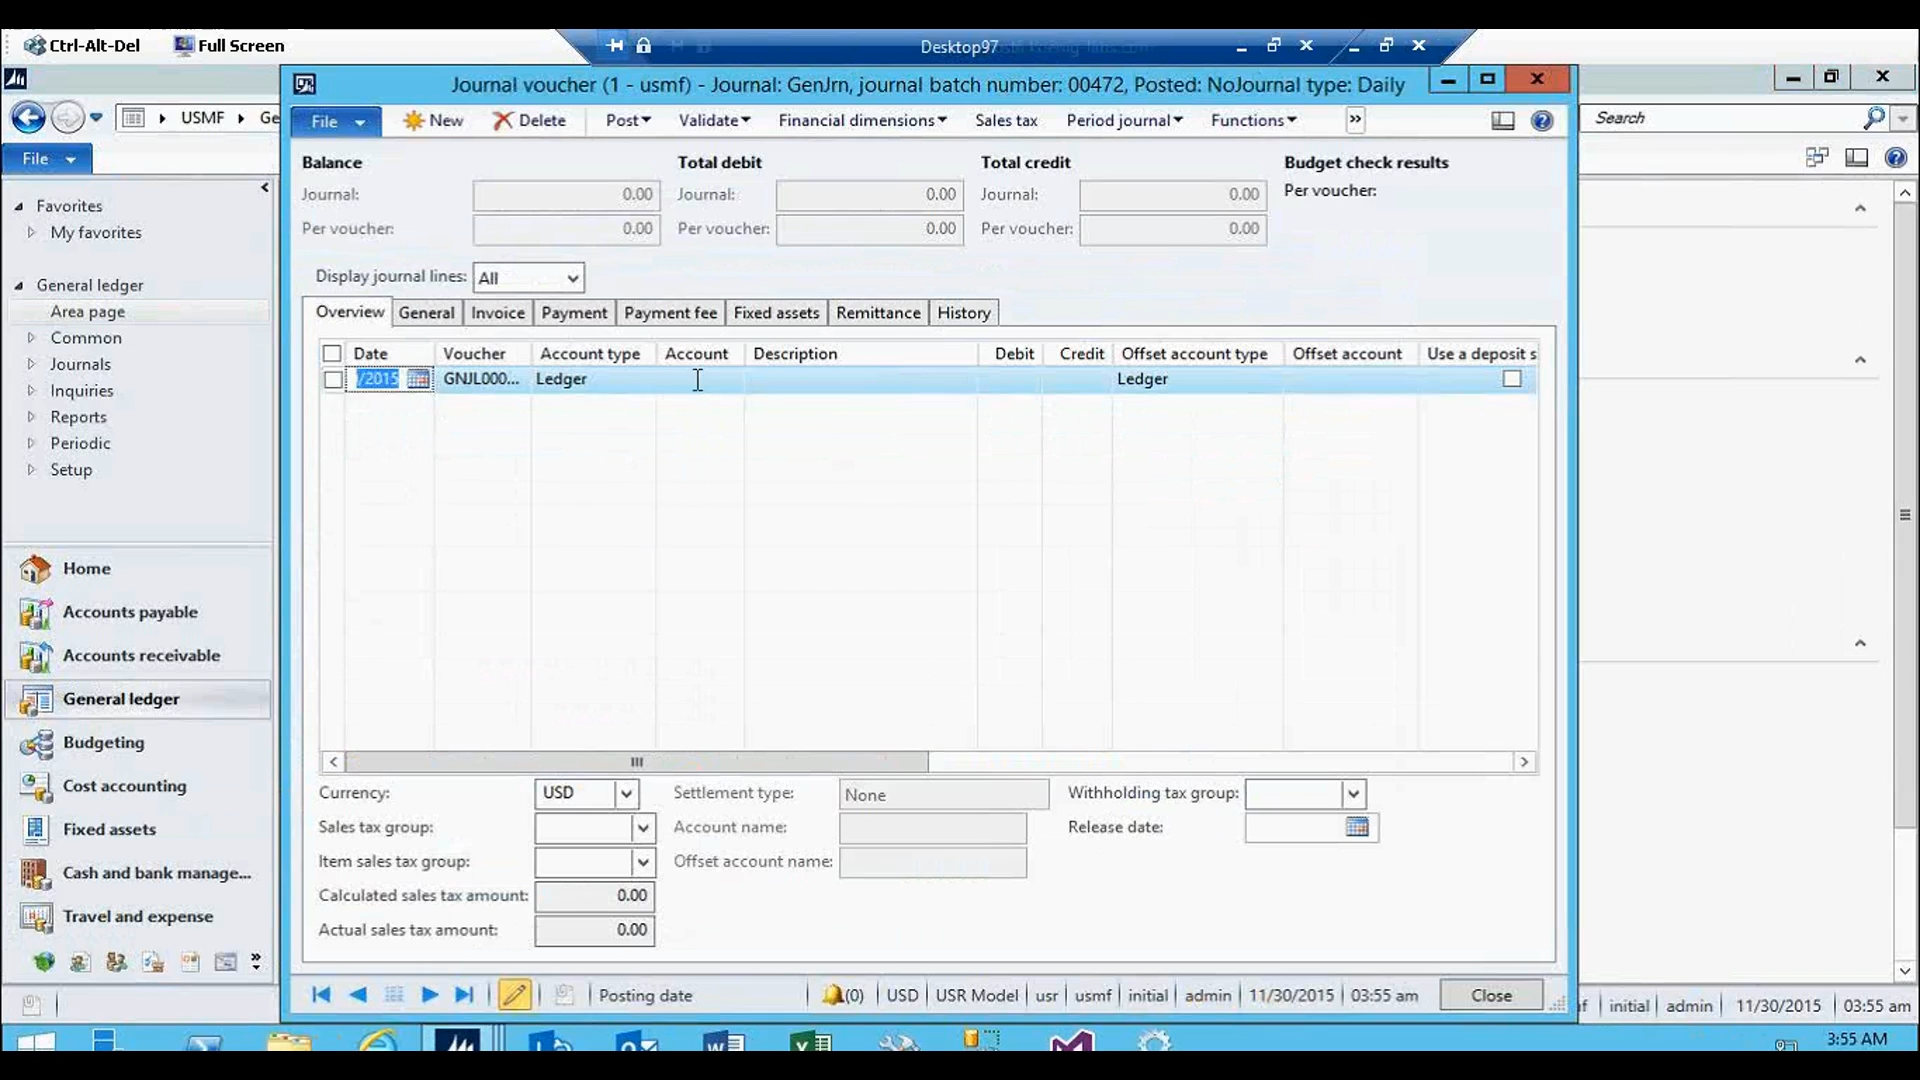 Ctrl-Alt-Del Full Screen
Desktop97
Journal voucher (1 - usmf) - Journal: GenJrn, journal batch number: 00472, Posted: NoJournal type: Daily
USMF Ge
Search
File New Delete Post Validate Financial dimensions Sales tax Period journal Functions »
File
Balance Total debit Total credit Budget check results
Journal: 0.00 Journal: 0.00 Journal: 0.00 Per voucher:
Per voucher: 0.00 Per voucher: 0.00 Per voucher: 0.00
Display journal lines: All
Overview General Invoice Payment Payment fee Fixed assets Remittance History
Date Voucher Account type Account Description Debit Credit Offset account type Offset account Use a deposit s
/2015 GNJL000... Ledger Ledger
Favorites
My favorites
General ledger
Area page
Common
Journals
Inquiries
Reports
Periodic
Setup
Home
Accounts payable
Accounts receivable
General ledger
Budgeting
Cost accounting
Fixed assets
Cash and bank manage...
Travel and expense
Currency: USD Settlement type: None Withholding tax group:
Sales tax group: Account name: Release date:
Item sales tax group: Offset account name:
Calculated sales tax amount: 0.00
Actual sales tax amount: 0.00
Posting date (0) USD USR Model usr usmf initial admin 11/30/2015 03:55 am Close
initial admin 11/30/2015 03:55 am
3:55 AM